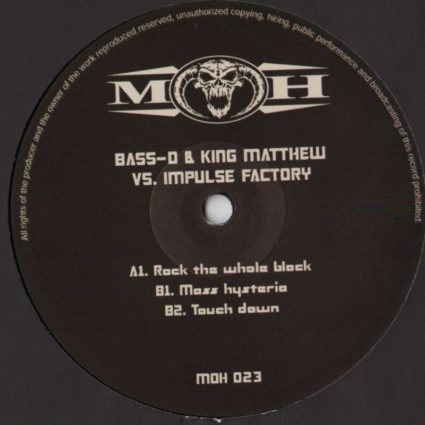 All rights of the producer and the owner of the work reproduced reserved, unauthorized copying, hiring, public performance and broadcasting of this record prohibited.
M H
BASS-D & KING MATTHEW
VS. IMPULSE FACTORY
A1. Rock the whole block
B1. Mass hysteria
B2. Touch down
MOH 023